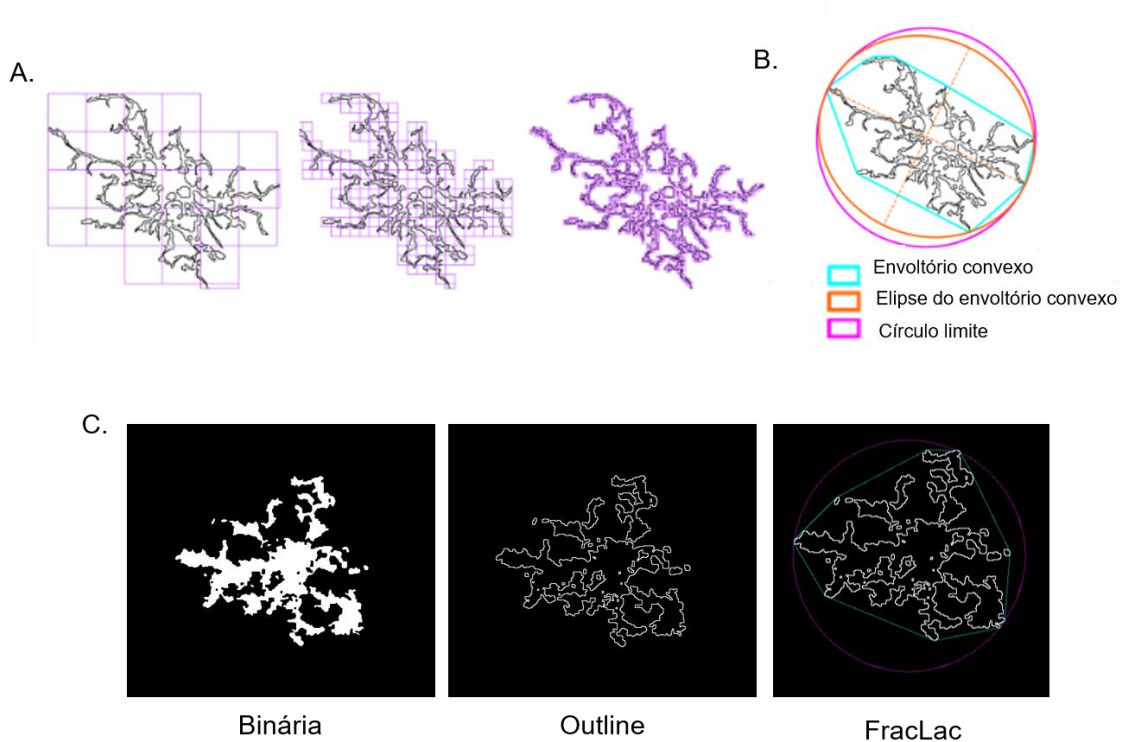 A.
B.
Envoltório convexo
Elipse do envoltório convexo
Círculo limite
C.
Binária
Outline
FracLac